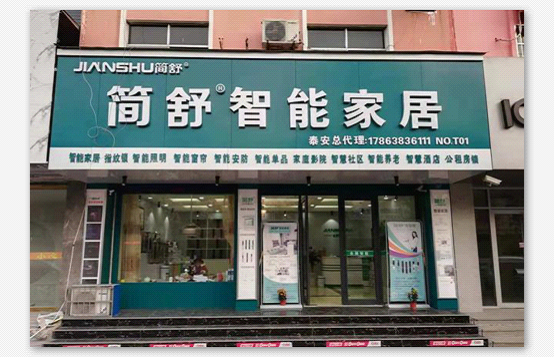 JIANSHU简舒®
简舒®智能家居
泰安总代理:17863836111 NO.T01
智能家居 指纹锁 智能照明 智能窗帘 智能安防 智能单品 家庭影院 智慧社区 智能养老 智慧酒店 公租房锁
JIANSHU